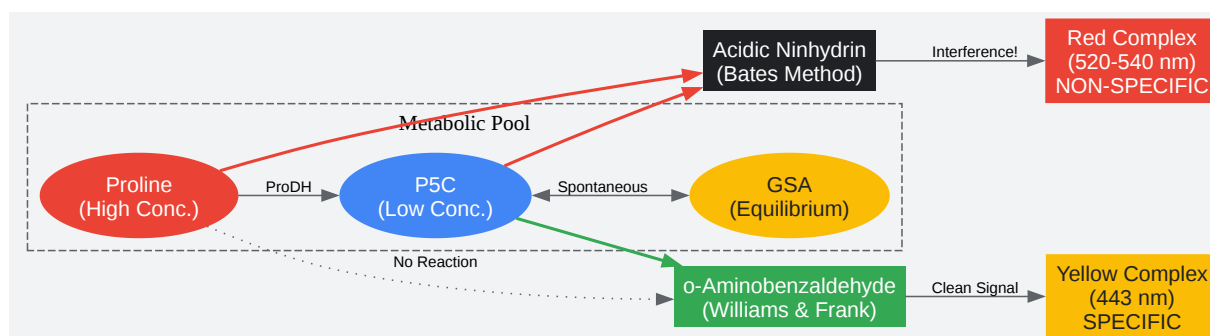 Acidic Ninhydrin
(Bates Method)
Interference!
Red Complex
(520-540 nm)
NON-SPECIFIC
Metabolic Pool
Proline
(High Conc.)
ProDH
P5C
(Low Conc.)
Spontaneous
GSA
(Equilibrium)
No Reaction
o-Aminobenzaldehyde
(Williams & Frank)
Clean Signal
Yellow Complex
(443 nm)
SPECIFIC